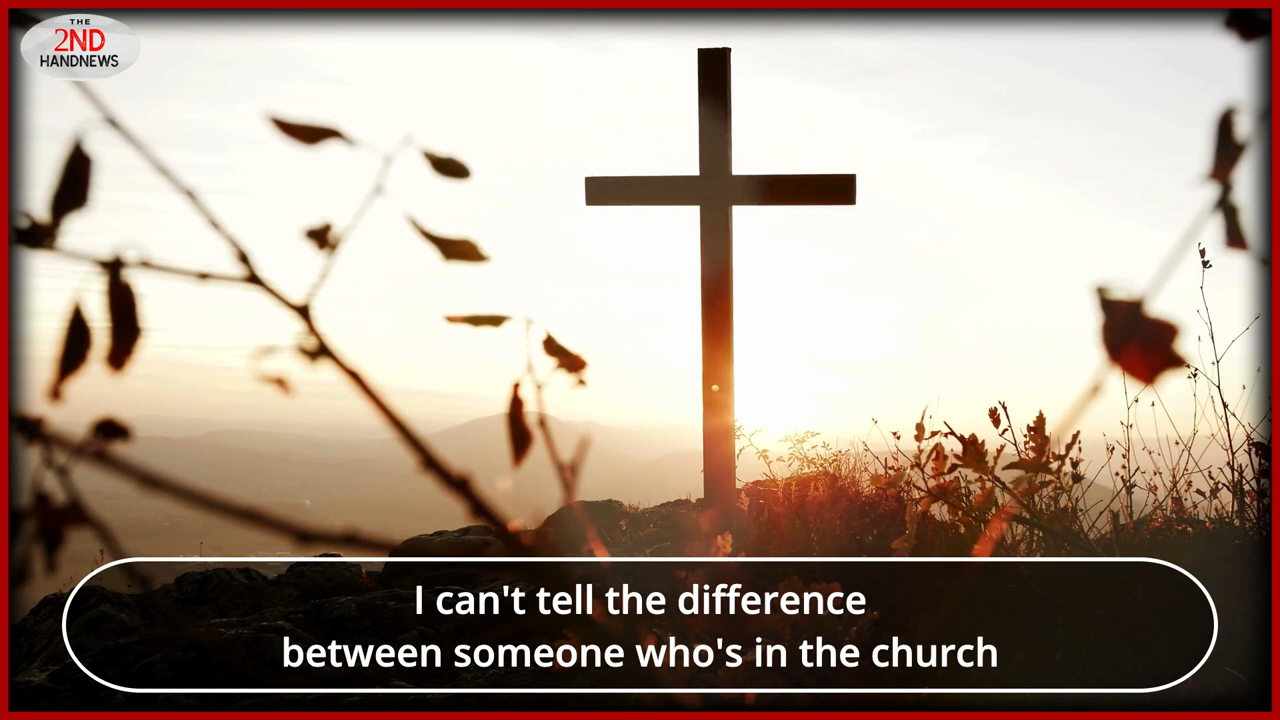 THE
2ND
HANDNEWS
I can't tell the difference
between someone who's in the church